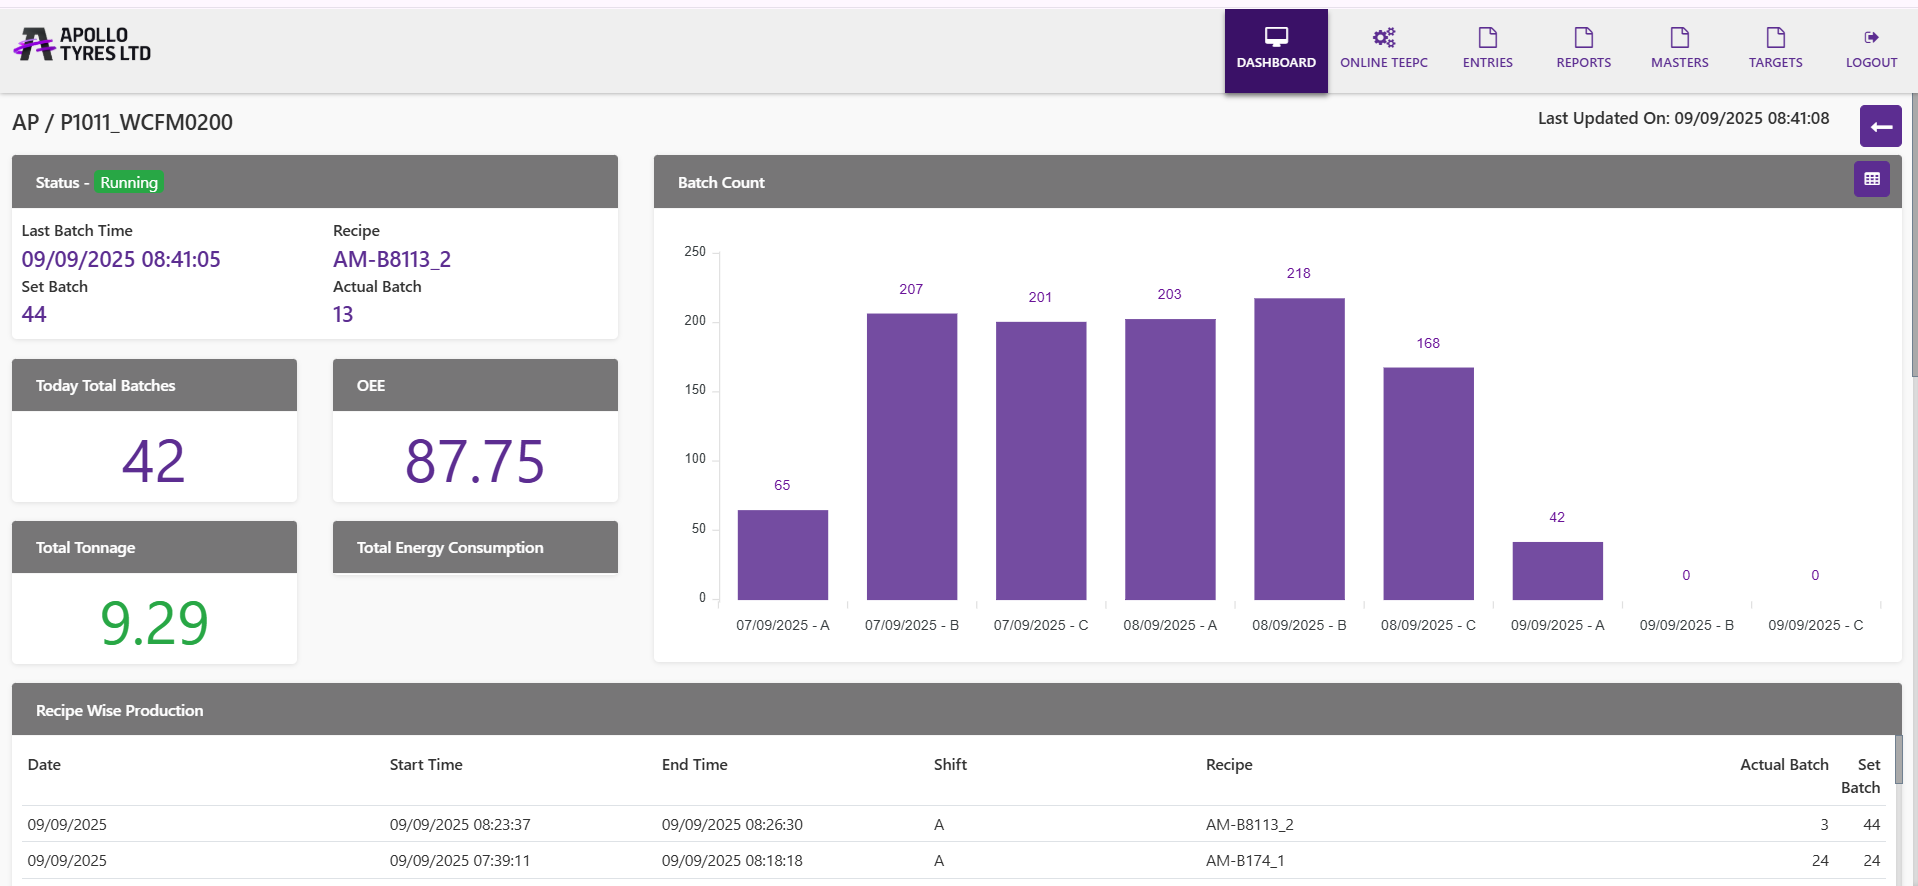 APOLLO
TYRES LTD
DASHBOARD
ONLINE TEEPC
ENTRIES
REPORTS
MASTERS
TARGETS
LOGOUT
AP / P1011_WCFM0200
Last Updated On: 09/09/2025 08:41:08
Status - Running
Last Batch Time
Recipe
09/09/2025 08:41:05
AM-B8113_2
Set Batch
Actual Batch
44
13
Today Total Batches
OEE
42
87.75
Total Tonnage
Total Energy Consumption
9.29
Batch Count
250
200
150
100
50
0
65
207
201
203
218
168
42
0
0
07/09/2025 - A
07/09/2025 - B
07/09/2025 - C
08/09/2025 - A
08/09/2025 - B
08/09/2025 - C
09/09/2025 - A
09/09/2025 - B
09/09/2025 - C
Recipe Wise Production
Date Start Time End Time Shift Recipe Actual Batch Set Batch
09/09/2025 09/09/2025 08:23:37 09/09/2025 08:26:30 A AM-B8113_2 3 44
09/09/2025 09/09/2025 07:39:11 09/09/2025 08:18:18 A AM-B174_1 24 24